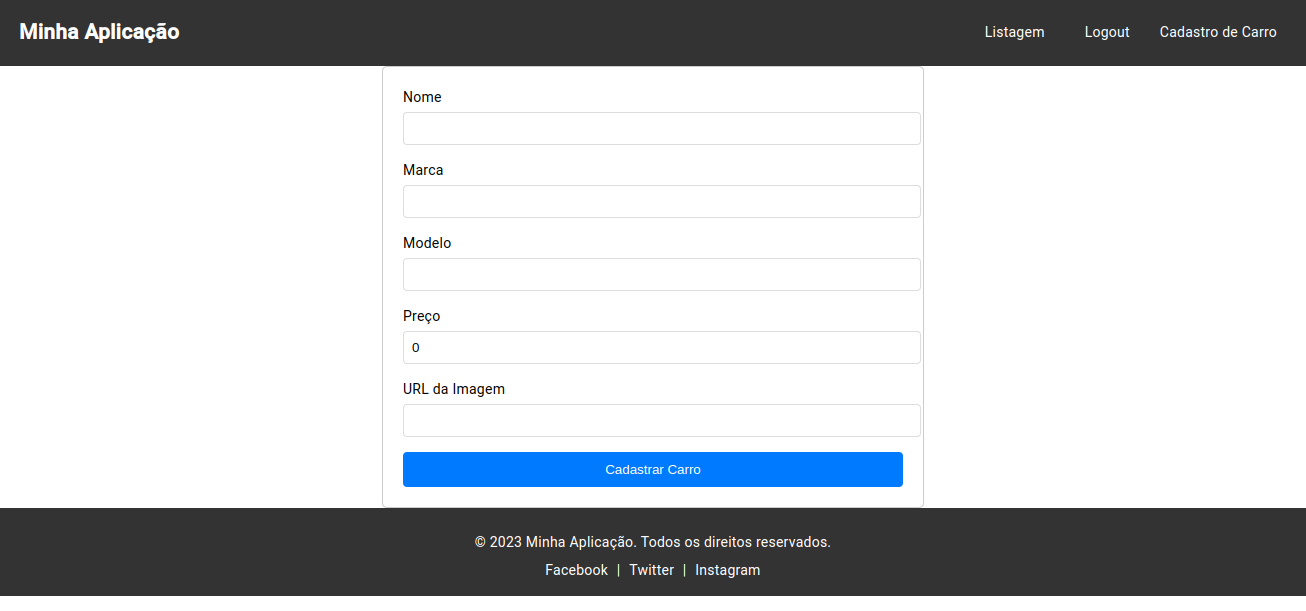 Minha Aplicação
Listagem Logout Cadastro de Carro
Nome
Marca
Modelo
Preço
0
URL da Imagem
Cadastrar Carro
© 2023 Minha Aplicação. Todos os direitos reservados.
Facebook | Twitter | Instagram